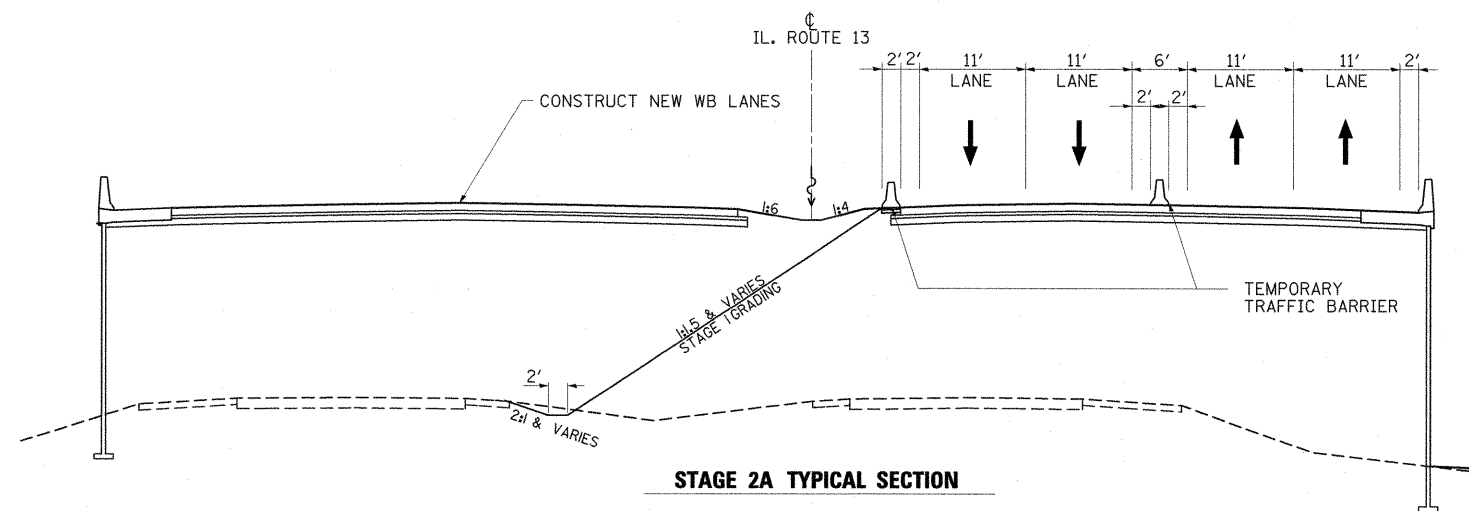 ℄
IL. ROUTE 13
2' 2' 11' 11' 6' 11' 11' 2'
LANE LANE LANE LANE
2' 2'
CONSTRUCT NEW WB LANES
1:6 1:4
1:1.5 & VARIES
STAGE 1 GRADING
TEMPORARY
TRAFFIC BARRIER
2'
2:1 & VARIES
STAGE 2A TYPICAL SECTION